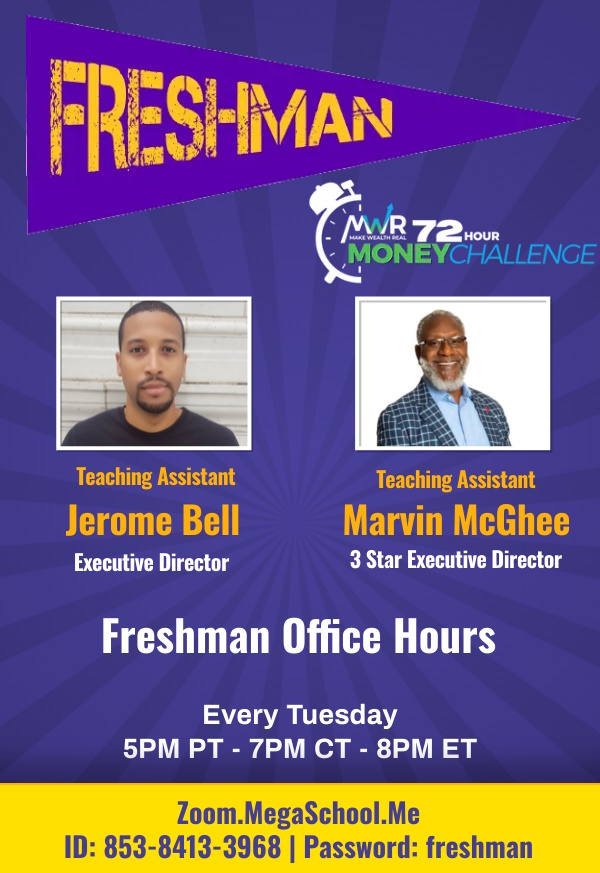 FRESHMAN
MWR 72 HOUR
MAKE WEALTH REAL
MONEYCHALLENGE
Teaching Assistant
Jerome Bell
Executive Director
Teaching Assistant
Marvin McGhee
3 Star Executive Director
Freshman Office Hours
Every Tuesday
5PM PT - 7PM CT - 8PM ET
Zoom.MegaSchool.Me
ID: 853-8413-3968 | Password: freshman